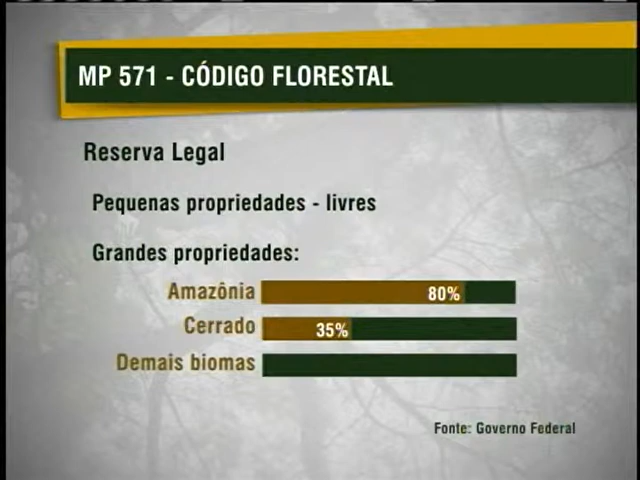 MP 571 - CÓDIGO FLORESTAL
Reserva Legal
Pequenas propriedades - livres
Grandes propriedades:
Amazônia 80%
Cerrado 35%
Demais biomas
Fonte: Governo Federal